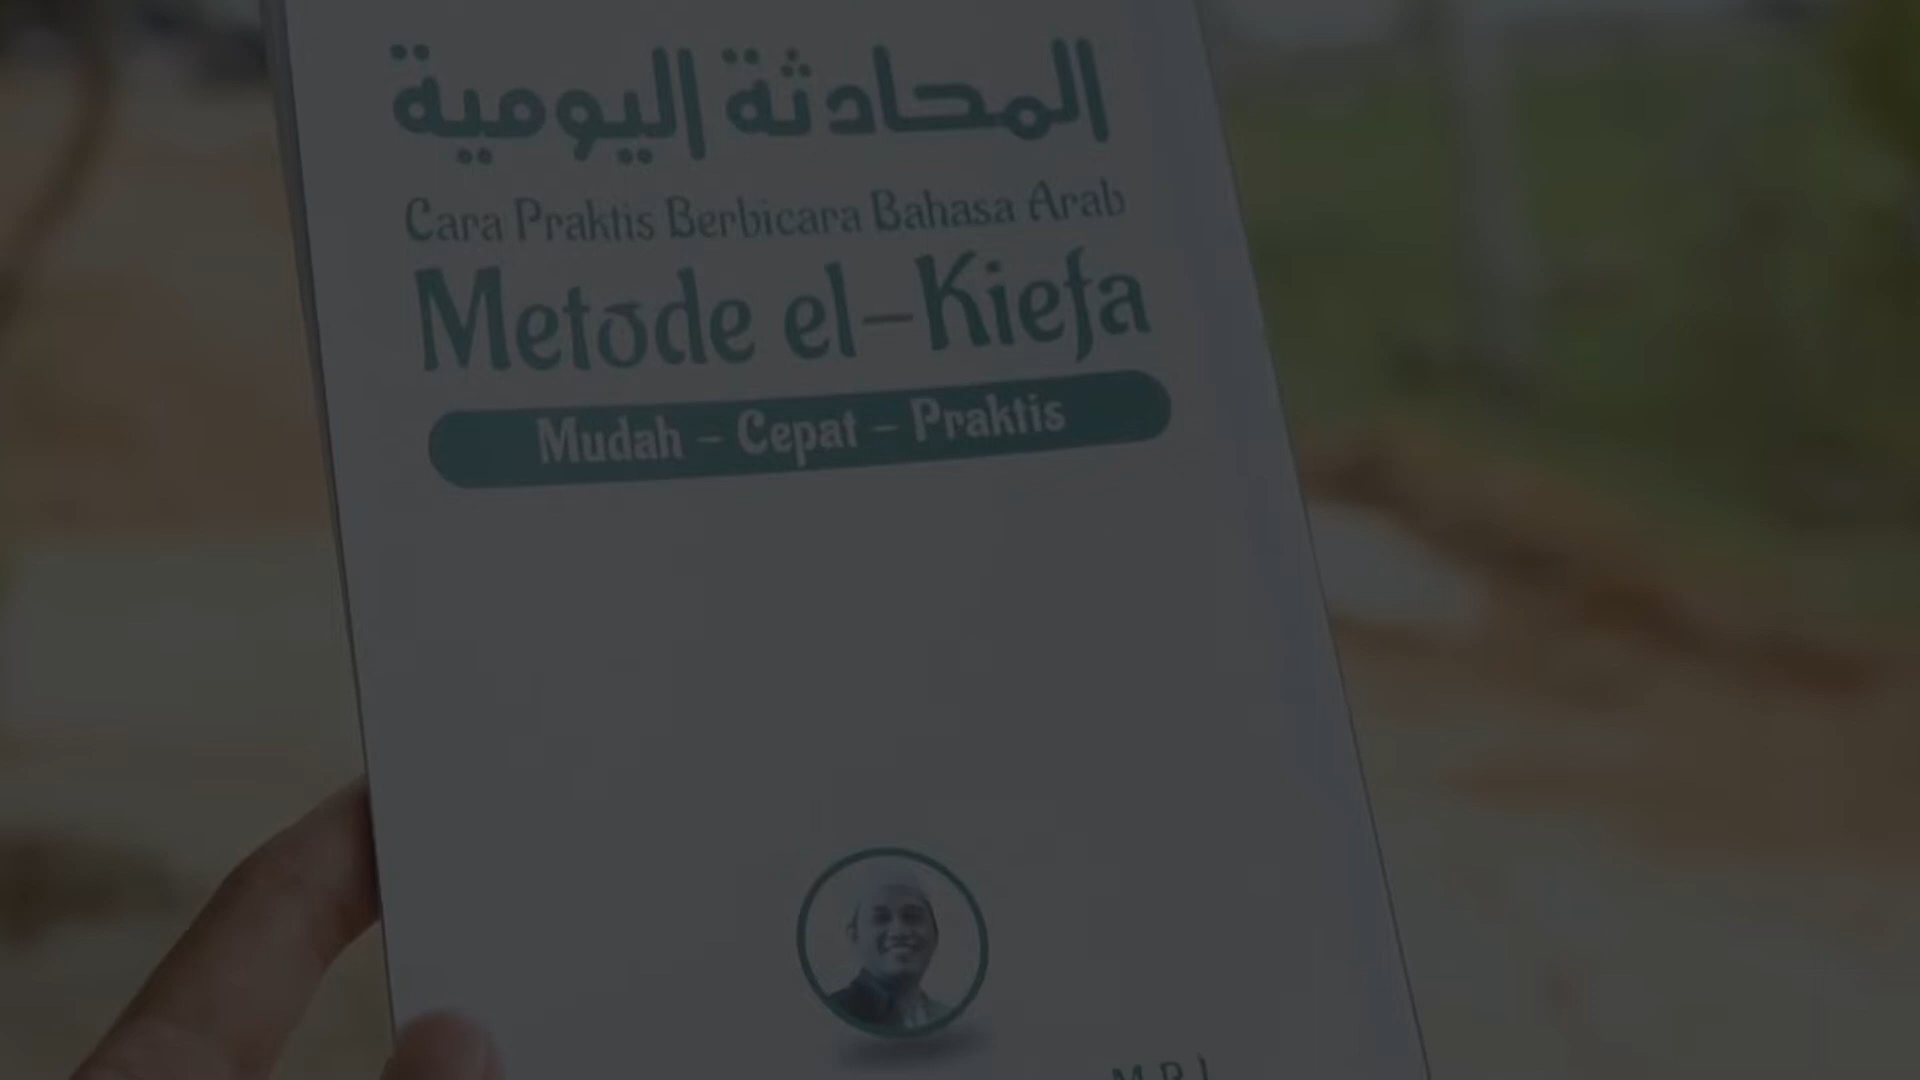 المحادثة اليومية
Cara Praktis Berbicara Bahasa Arab
Metode el-Kiefa
Mudah - Cepat - Praktis